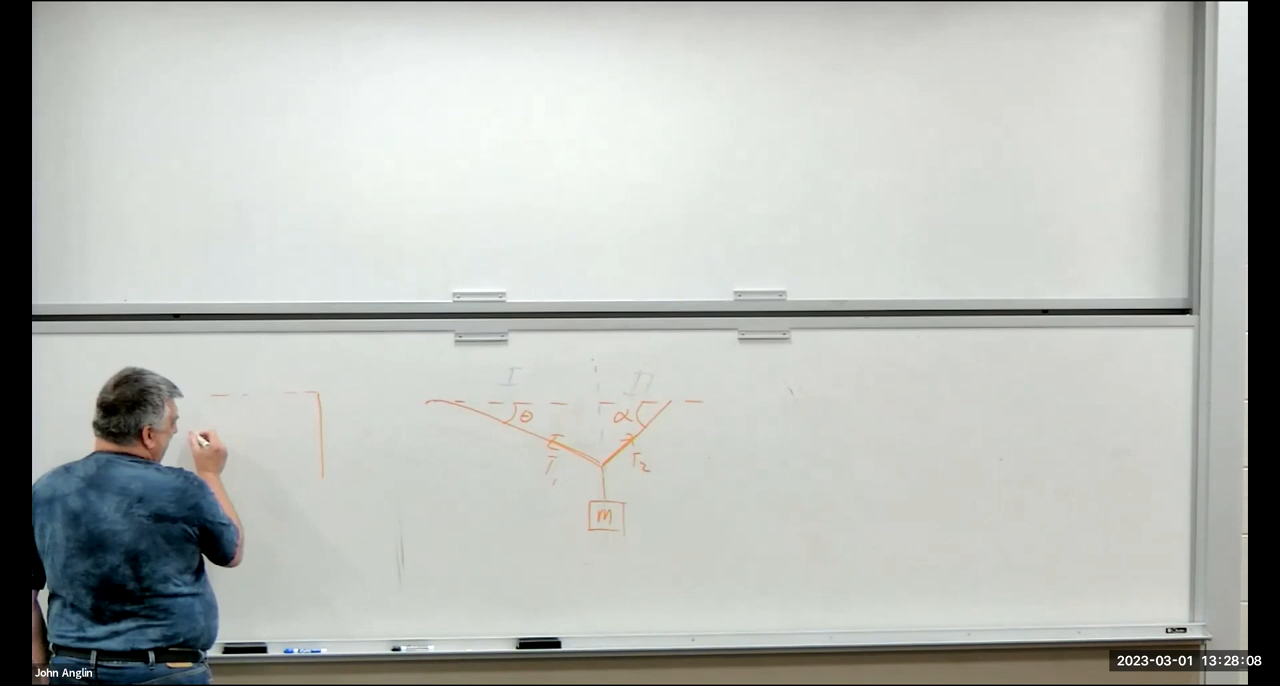 I II
θ α
T₁ T₂
m
John Anglin
2023-03-01 13:28:08